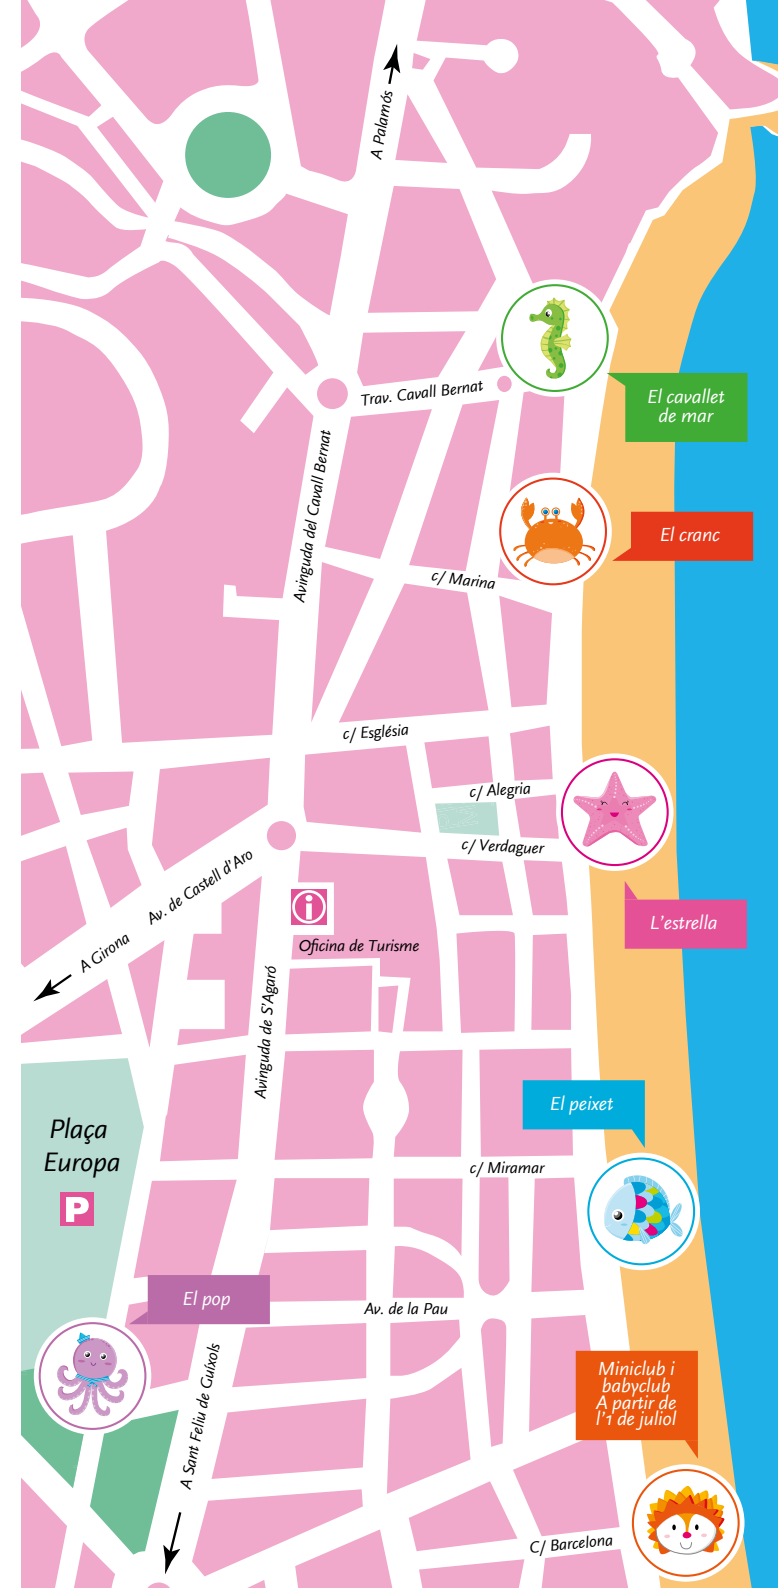 A Palamós
Trav. Cavall Bernat
El cavallet
de mar
Avinguda del Cavall Bernat
El cranc
c/ Marina
c/ Església
c/ Alegria
c/ Verdaguer
Av. de Castell d'Aro
A Girona
i
Oficina de Turisme
L'estrella
Avinguda de S'Agaró
El peixet
Plaça
Europa
P
c/ Miramar
El pop
Av. de la Pau
A Sant Feliu de Guíxols
Miniclub i
babyclub
A partir de
l'1 de juliol
C/ Barcelona